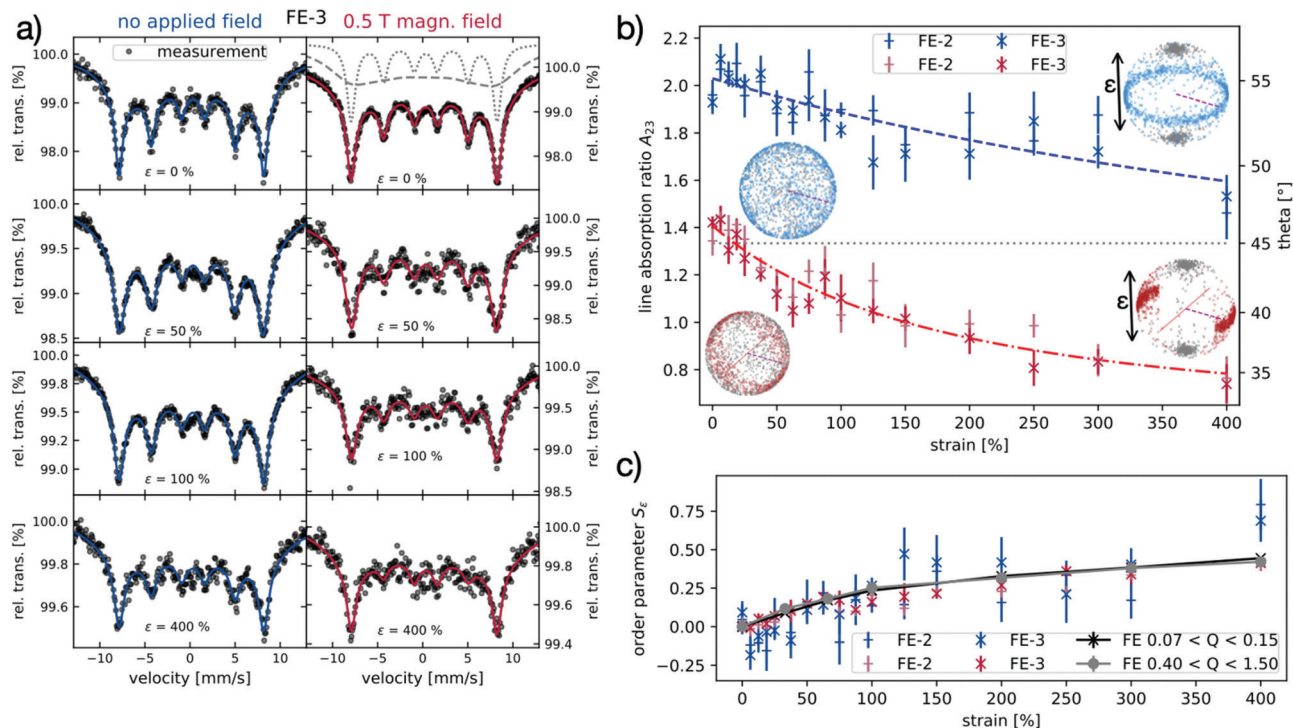 a)
no applied field FE-3 0.5 T magn. field
measurement
rel. trans. [%]
100.0
99.0
98.0
ε = 0 %
100.0
99.0
98.0
ε = 0 %
rel. trans. [%]
rel. trans. [%]
99.5
99.0
98.5
ε = 50 %
99.8
99.5
99.2
99.0
98.8
98.5
98.2
ε = 50 %
rel. trans. [%]
rel. trans. [%]
99.8
99.5
99.2
99.0
ε = 100 %
100.0
99.5
99.0
98.5
ε = 100 %
rel. trans. [%]
rel. trans. [%]
100.0
99.8
99.6
ε = 400 %
100.0
99.8
99.6
99.4
ε = 400 %
rel. trans. [%]
−10 −5 0 5 10 −10 −5 0 5 10
velocity [mm/s] velocity [mm/s]
b)
line absorption ratio A23
2.2
2.0
1.8
1.6
1.4
1.2
1.0
0.8
FE-2 FE-3
FE-2 FE-3
ε
ε
55
50
45
40
35
theta [°]
0 50 100 150 200 250 300 350 400
strain [%]
c)
order parameter Sε
0.75
0.50
0.25
0.00
−0.25
FE-2 FE-3 FE 0.07 < Q < 0.15
FE-2 FE-3 FE 0.40 < Q < 1.50
0 50 100 150 200 250 300 350 400
strain [%]